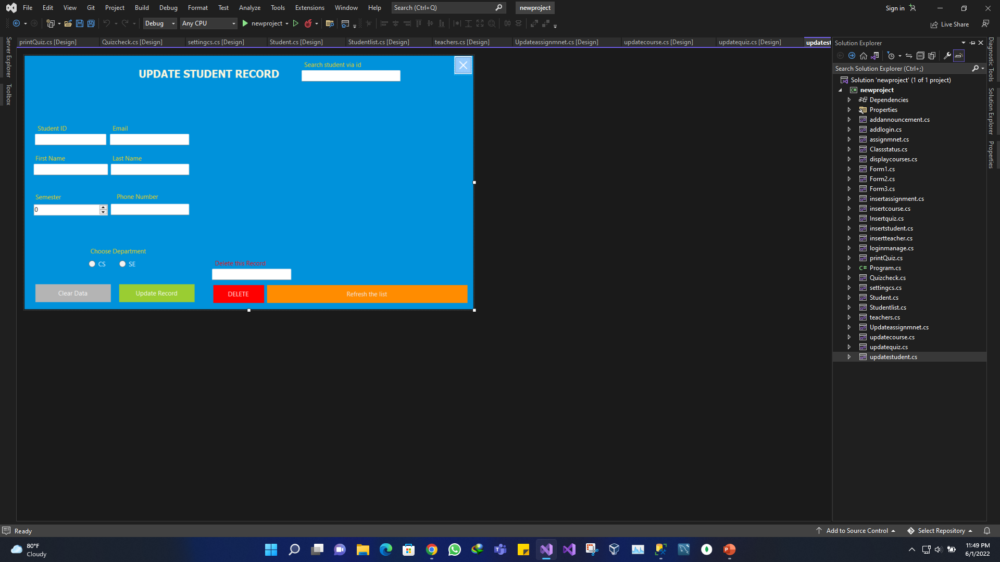 File Edit View Git Project Build Debug Format Test Analyze Tools Extensions Window Help Search (Ctrl+Q) newproject Sign in
Debug Any CPU newproject Live Share
printQuiz.cs [Design] Quizcheck.cs [Design] settingcs.cs [Design] Student.cs [Design] Studentlist.cs [Design] teachers.cs [Design] Updateassignmnet.cs [Design] updatecourse.cs [Design] updatequiz.cs [Design] updatest
Server Explorer
Toolbox
UPDATE STUDENT RECORD
Search student via id
Student ID Email
First Name Last Name
Semester Phone Number
0
Choose Department
CS SE
Delete this Record
Clear Data Update Record DELETE Refresh the list
Solution Explorer
Search Solution Explorer (Ctrl+;)
Solution 'newproject' (1 of 1 project)
C# newproject
Dependencies
Properties
addannouncement.cs
addlogin.cs
assignmnet.cs
Classstatus.cs
displaycourses.cs
Form1.cs
Form2.cs
Form3.cs
insertassignment.cs
insertcourse.cs
Insertquiz.cs
insertstudent.cs
insertteacher.cs
loginmanage.cs
printQuiz.cs
C# Program.cs
Quizcheck.cs
settingcs.cs
Student.cs
Studentlist.cs
teachers.cs
Updateassignmnet.cs
updatecourse.cs
updatequiz.cs
updatestudent.cs
Diagnostic Tools
Solution Explorer
Properties
Ready Add to Source Control Select Repository
80°F
Cloudy
11:49 PM
6/1/2022